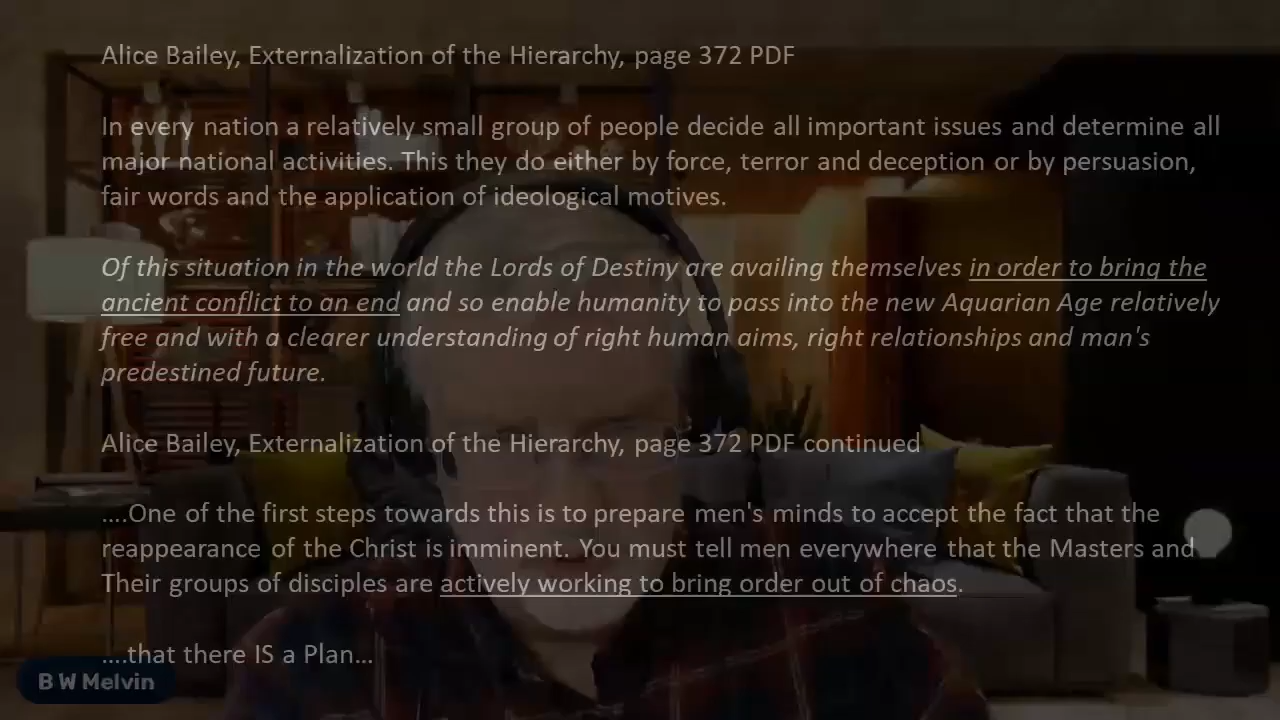 Alice Bailey, Externalization of the Hierarchy, page 372 PDF
In every nation a relatively small group of people decide all important issues and determine all
major national activities. This they do either by force, terror and deception or by persuasion,
fair words and the application of ideological motives.
Of this situation in the world the Lords of Destiny are availing themselves in order to bring the
ancient conflict to an end and so enable humanity to pass into the new Aquarian Age relatively
free and with a clearer understanding of right human aims, right relationships and man's
predestined future.
Alice Bailey, Externalization of the Hierarchy, page 372 PDF continued
....One of the first steps towards this is to prepare men's minds to accept the fact that the
reappearance of the Christ is imminent. You must tell men everywhere that the Masters and
Their groups of disciples are actively working to bring order out of chaos.
....that there IS a Plan...
B W Melvin